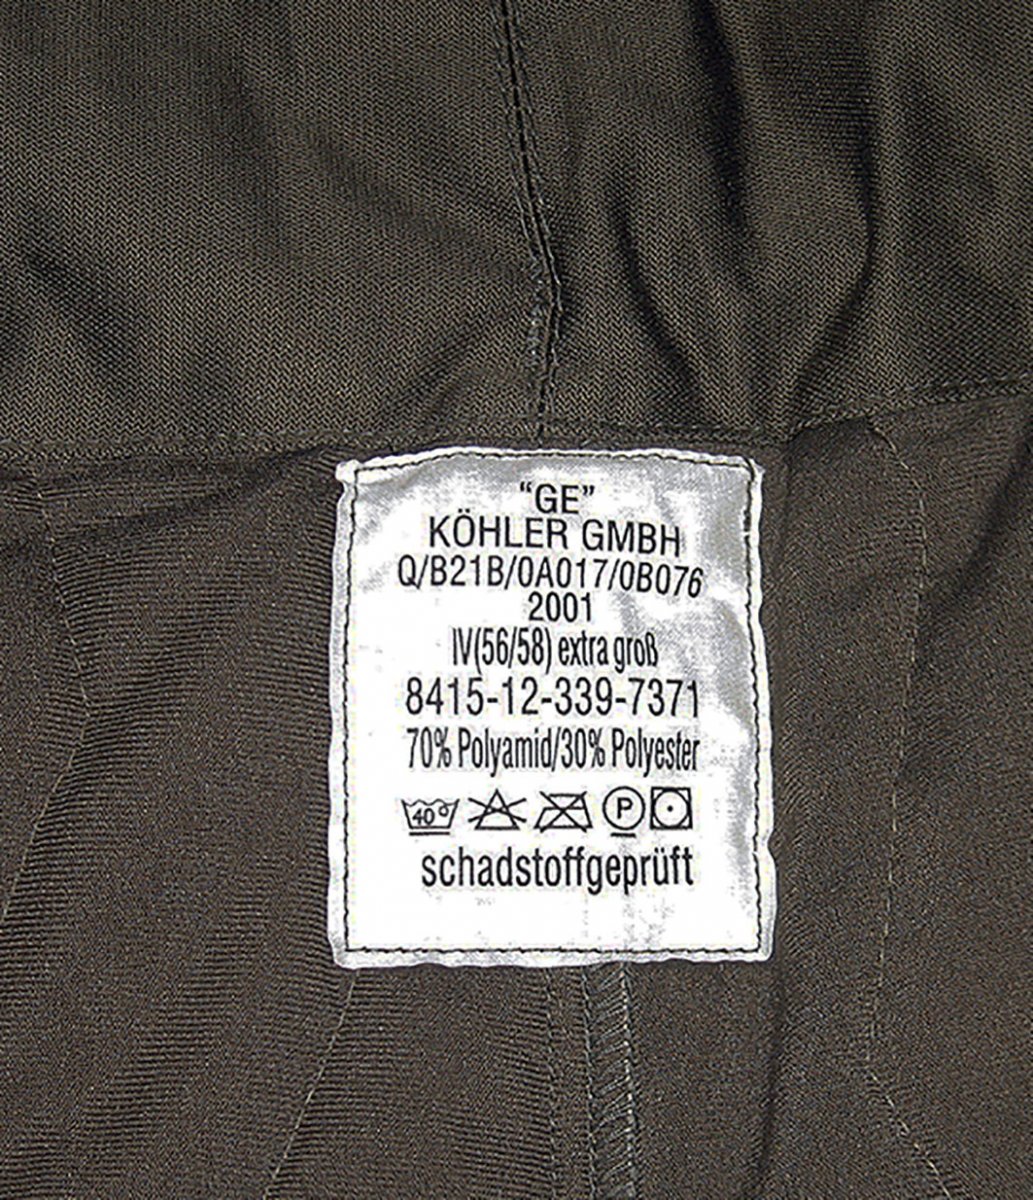 “GE”
KÖHLER GMBH
Q/B21B/0A017/0B076
2001
IV(56/58) extra groß
8415-12-339-7371
70% Polyamid/30% Polyester
40° P
schadstoffgeprüft